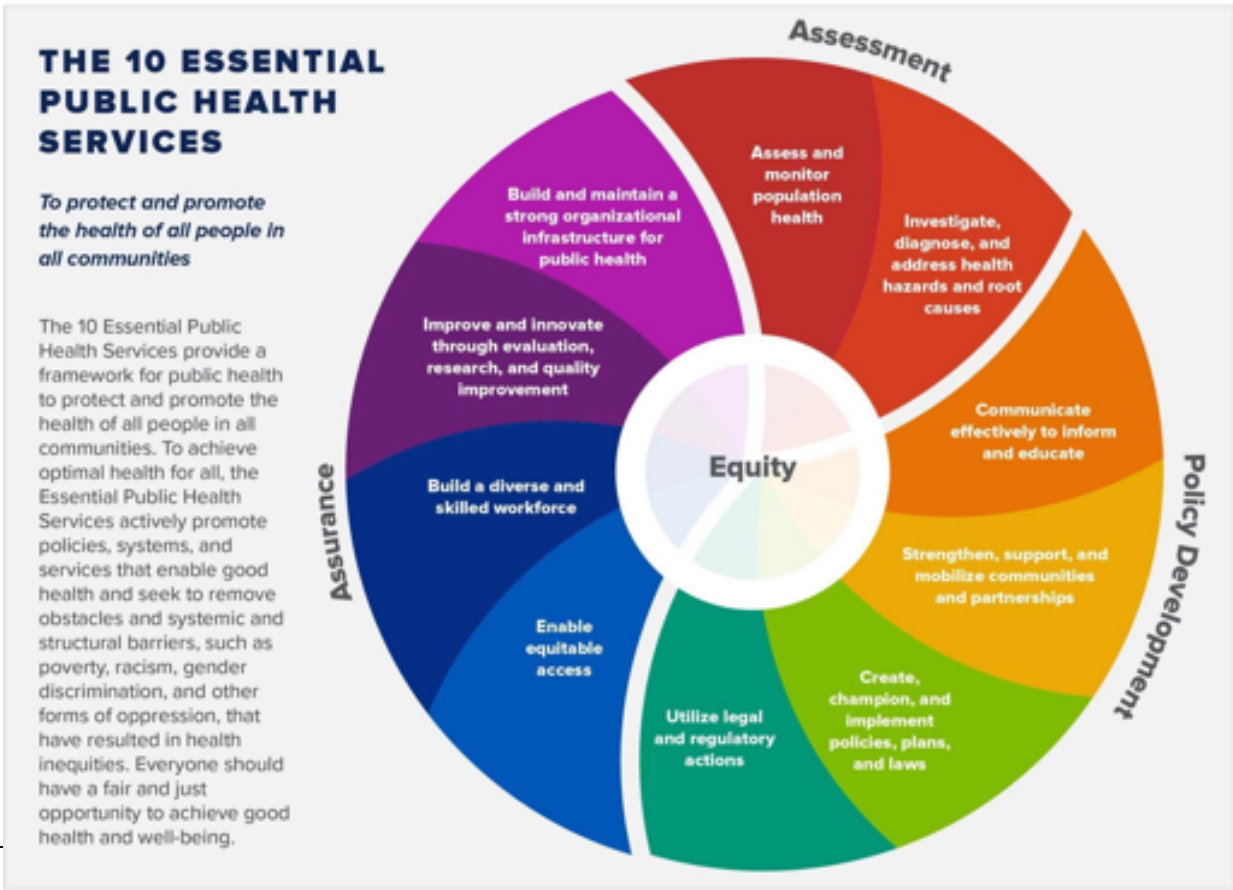 THE 10 ESSENTIAL
PUBLIC HEALTH
SERVICES
To protect and promote
the health of all people in
all communities
The 10 Essential Public
Health Services provide a
framework for public health
to protect and promote the
health of all people in all
communities. To achieve
optimal health for all, the
Essential Public Health
Services actively promote
policies, systems, and
services that enable good
health and seek to remove
obstacles and systemic and
structural barriers, such as
poverty, racism, gender
discrimination, and other
forms of oppression, that
have resulted in health
inequities. Everyone should
have a fair and just
opportunity to achieve good
health and well-being.
Assessment
Assess and
monitor
population
health
Investigate,
diagnose, and
address health
hazards and root
causes
Policy Development
Communicate
effectively to inform
and educate
Strengthen, support, and
mobilize communities
and partnerships
Create,
champion, and
implement
policies, plans,
and laws
Utilize legal
and regulatory
actions
Assurance
Enable
equitable
access
Build a diverse and
skilled workforce
Improve and innovate
through evaluation,
research, and quality
improvement
Build and maintain a
strong organizational
infrastructure for
public health
Equity